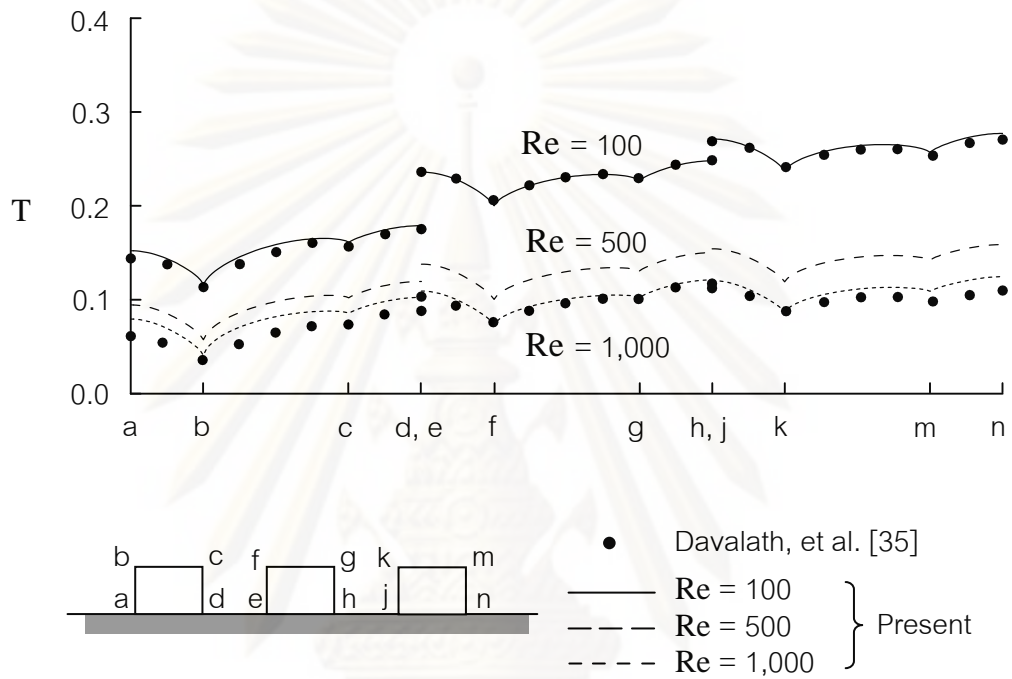 0.4
0.3
Re = 100
T
0.2
Re = 500
0.1
Re = 1,000
0.0
a b c d, e f g h, j k m n
b c f g k m
a d e h j n
Davalath, et al. [35]
Re = 100
Re = 500
Present
Re = 1,000